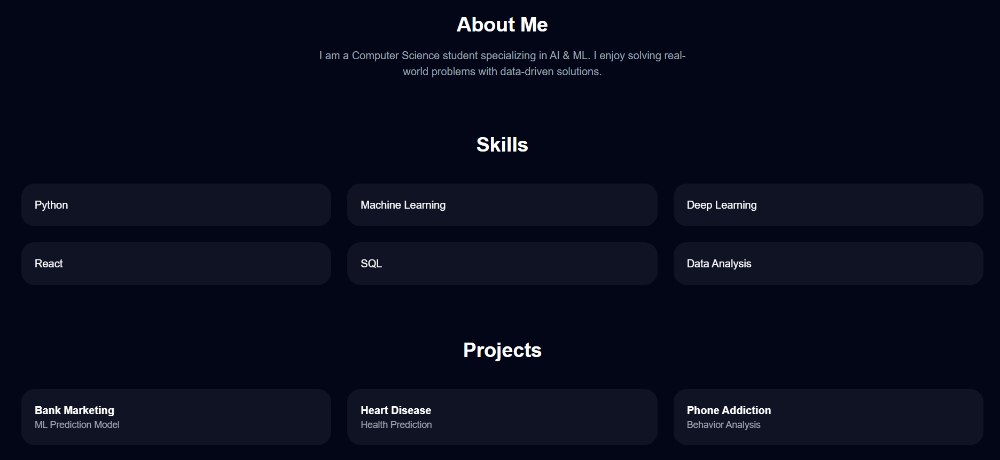 About Me
I am a Computer Science student specializing in AI & ML. I enjoy solving real-
world problems with data-driven solutions.
Skills
Python
Machine Learning
Deep Learning
React
SQL
Data Analysis
Projects
Bank Marketing
ML Prediction Model
Heart Disease
Health Prediction
Phone Addiction
Behavior Analysis